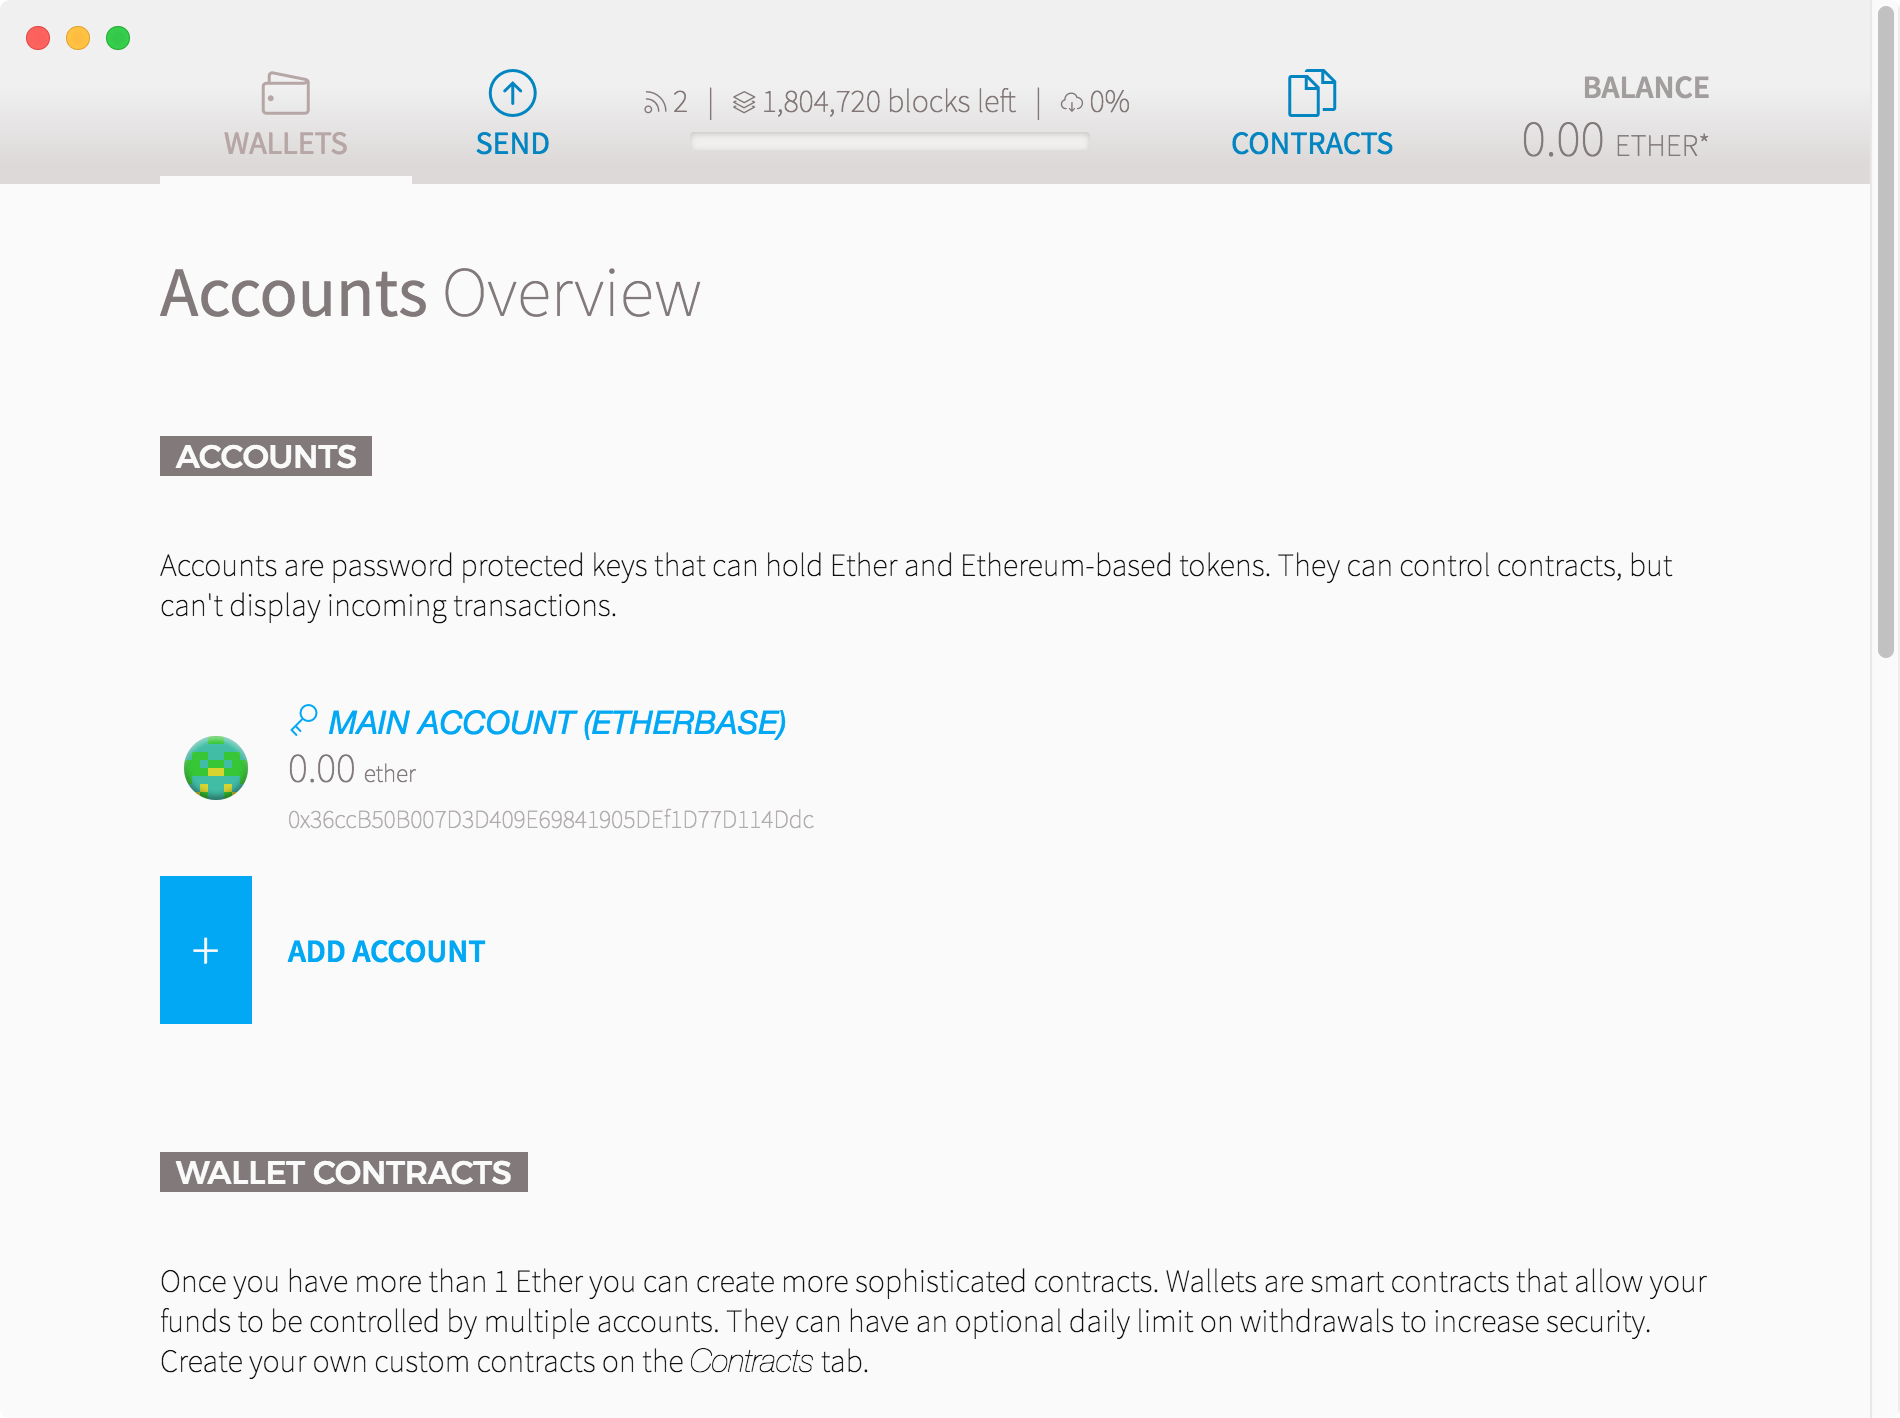 WALLETS
SEND
2 | 1,804,720 blocks left | 0%
CONTRACTS
BALANCE
0.00 ETHER*
Accounts Overview
ACCOUNTS
Accounts are password protected keys that can hold Ether and Ethereum-based tokens. They can control contracts, but
can't display incoming transactions.
MAIN ACCOUNT (ETHERBASE)
0.00 ether
0x36ccB50B007D3D409E69841905DEf1D77D114Ddc
+
ADD ACCOUNT
WALLET CONTRACTS
Once you have more than 1 Ether you can create more sophisticated contracts. Wallets are smart contracts that allow your
funds to be controlled by multiple accounts. They can have an optional daily limit on withdrawals to increase security.
Create your own custom contracts on the Contracts tab.